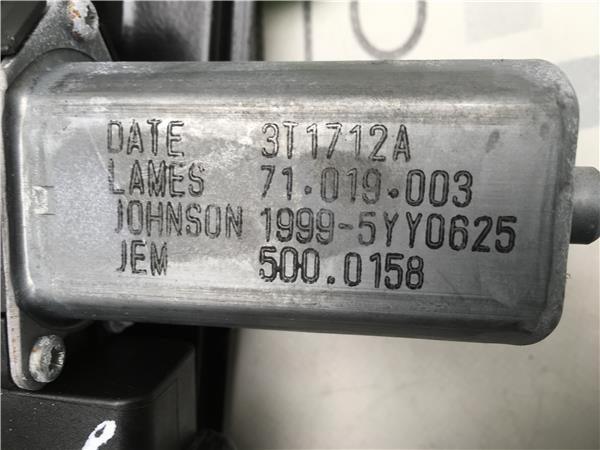 DATE 3T1712A
LAMES 71.019.003
JOHNSON 1999-5YY0625
JEM 500.0158